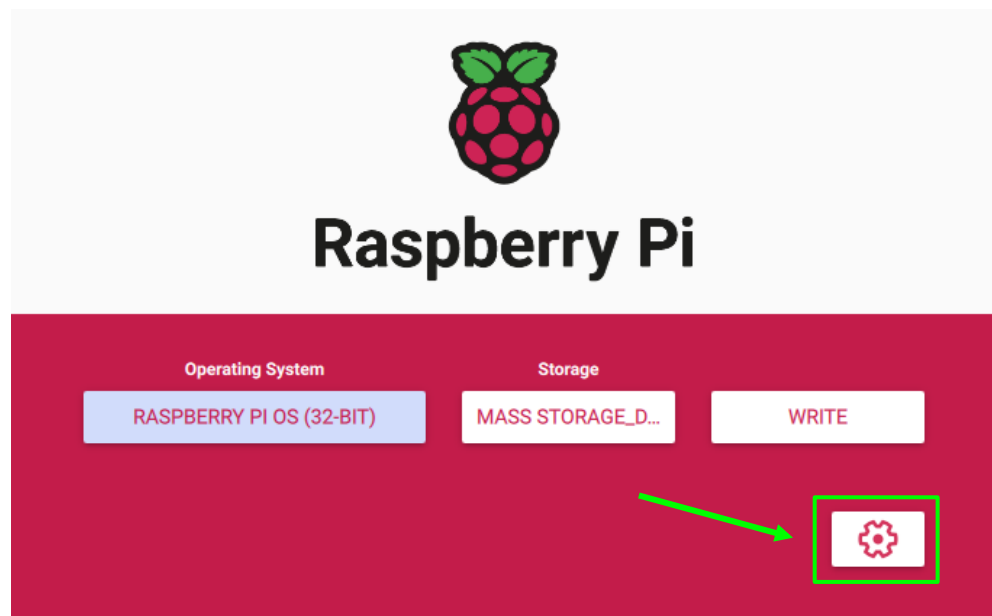 Raspberry Pi
Operating System
Storage
RASPBERRY PI OS (32-BIT)
MASS STORAGE_D...
WRITE